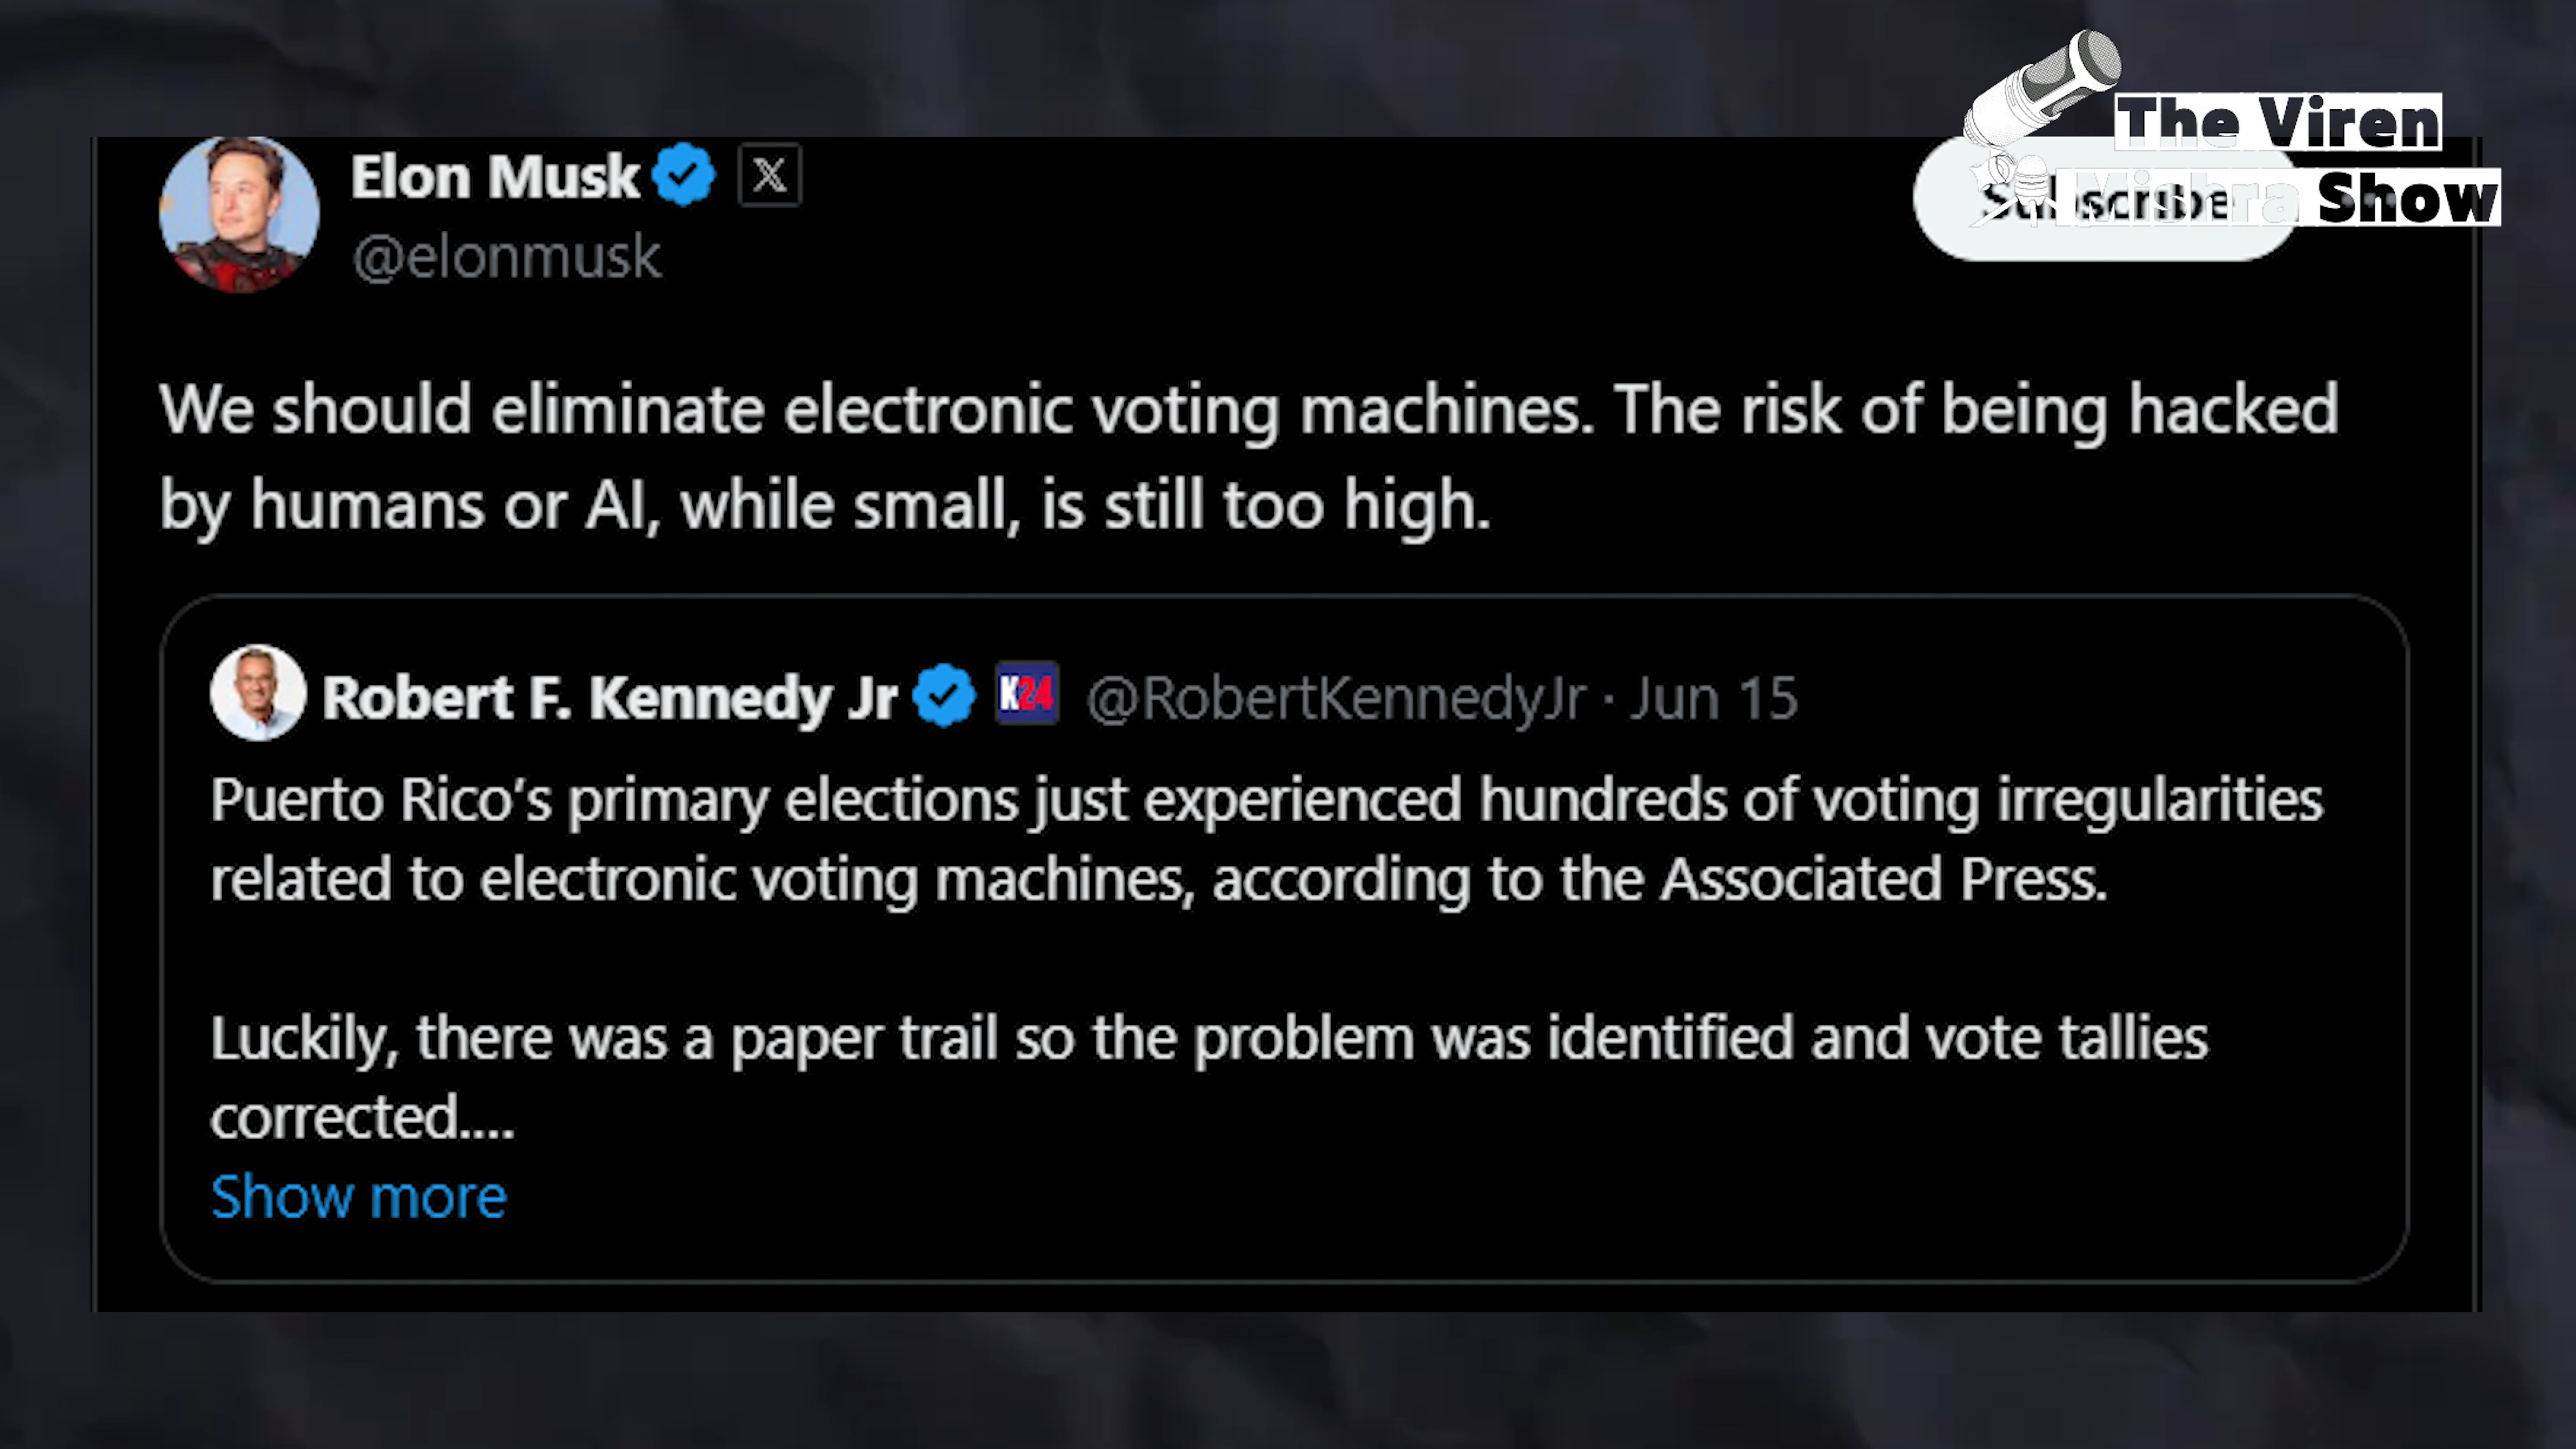 The Viren
Mishra Show
Elon Musk
@elonmusk
Subscribe
We should eliminate electronic voting machines. The risk of being hacked
by humans or AI, while small, is still too high.
Robert F. Kennedy Jr K24 @RobertKennedyJr · Jun 15
Puerto Rico’s primary elections just experienced hundreds of voting irregularities
related to electronic voting machines, according to the Associated Press.
Luckily, there was a paper trail so the problem was identified and vote tallies
corrected....
Show more